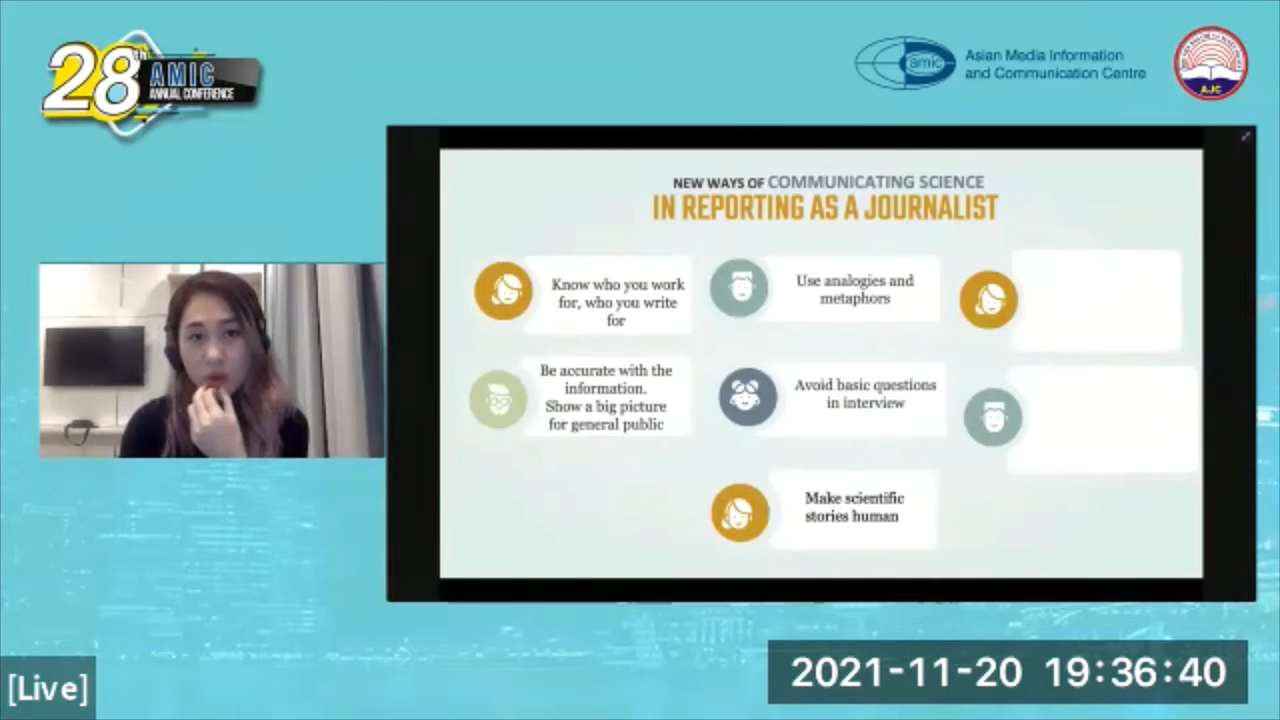 28th
AMIC
ANNUAL CONFERENCE
amic
Asian Media Information
and Communication Centre
AJC
NEW WAYS OF COMMUNICATING SCIENCE
IN REPORTING AS A JOURNALIST
Know who you work
for, who you write
for
Use analogies and
metaphors
Be accurate with the
information.
Show a big picture
for general public
Avoid basic questions
in interview
Make scientific
stories human
[Live]
2021-11-20 19:36:40